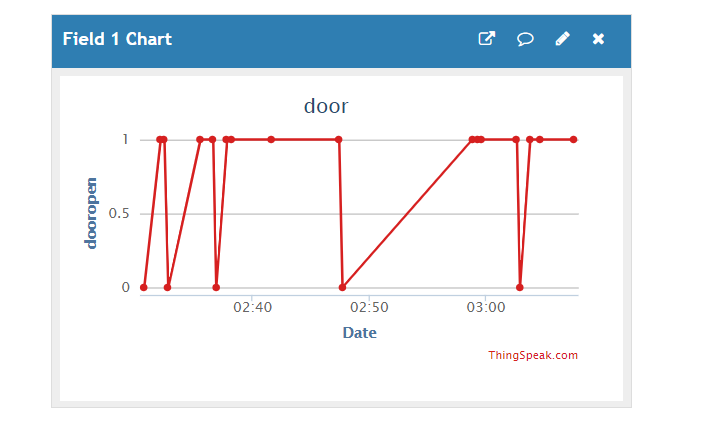 Field 1 Chart
door
1
0.5
0
dooropen
02:40 02:50 03:00
Date
ThingSpeak.com